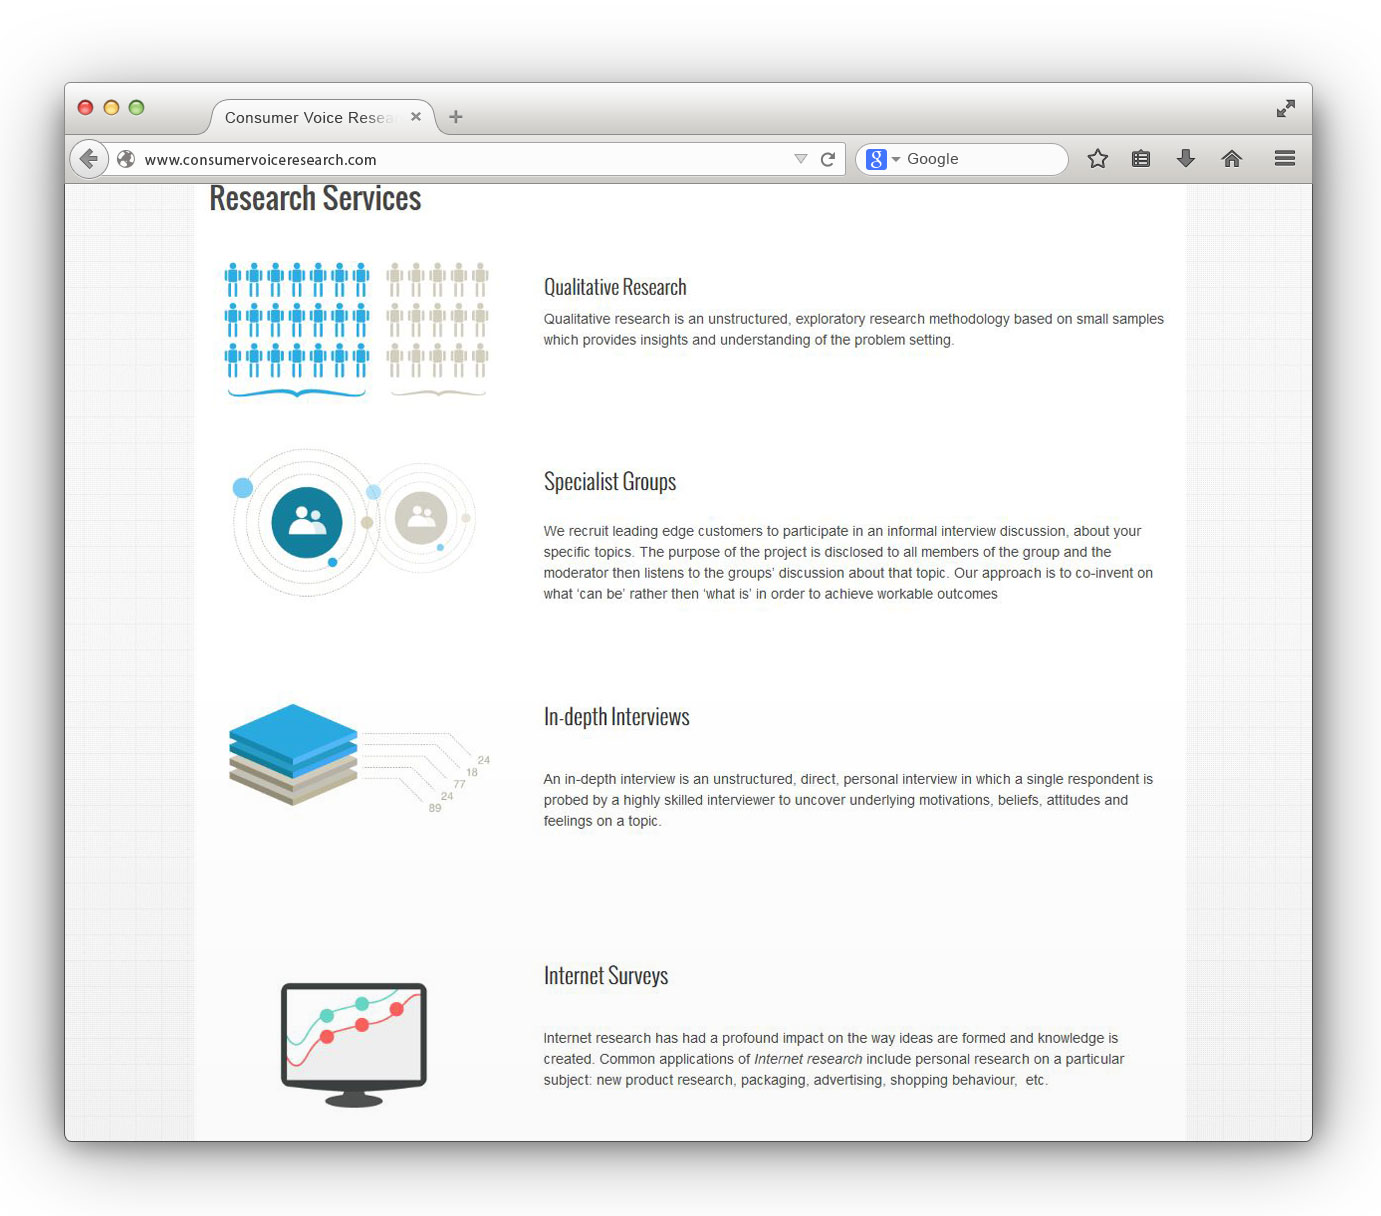 Consumer Voice Resea
www.consumervoiceresearch.com
8 Google
Research Services
Qualitative Research
Qualitative research is an unstructured, exploratory research methodology based on small samples
which provides insights and understanding of the problem setting.
Specialist Groups
We recruit leading edge customers to participate in an informal interview discussion, about your
specific topics. The purpose of the project is disclosed to all members of the group and the
moderator then listens to the groups’ discussion about that topic. Our approach is to co-invent on
what ‘can be’ rather then ‘what is’ in order to achieve workable outcomes
In-depth Interviews
24
18
77
24
89
An in-depth interview is an unstructured, direct, personal interview in which a single respondent is
probed by a highly skilled interviewer to uncover underlying motivations, beliefs, attitudes and
feelings on a topic.
Internet Surveys
Internet research has had a profound impact on the way ideas are formed and knowledge is
created. Common applications of Internet research include personal research on a particular
subject: new product research, packaging, advertising, shopping behaviour, etc.